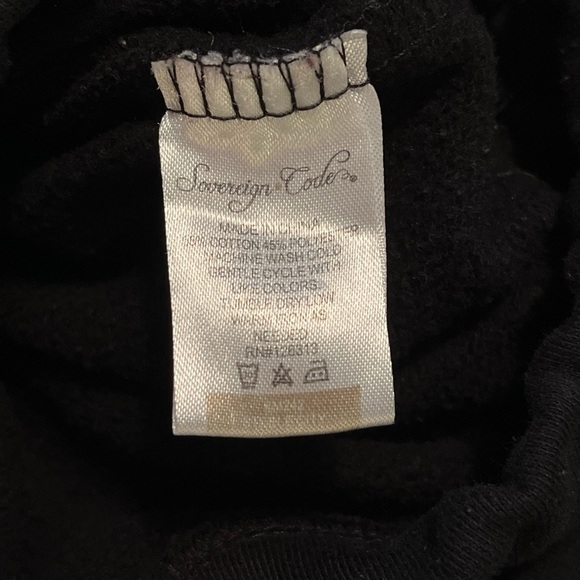 Sovereign Code
MADE IN CHINA
55% COTTON 45% POLYESTER
MACHINE WASH COLD
GENTLE CYCLE WITH
LIKE COLORS.
TUMBLE DRY LOW
WARM IRON AS
NEEDED
RN#126313